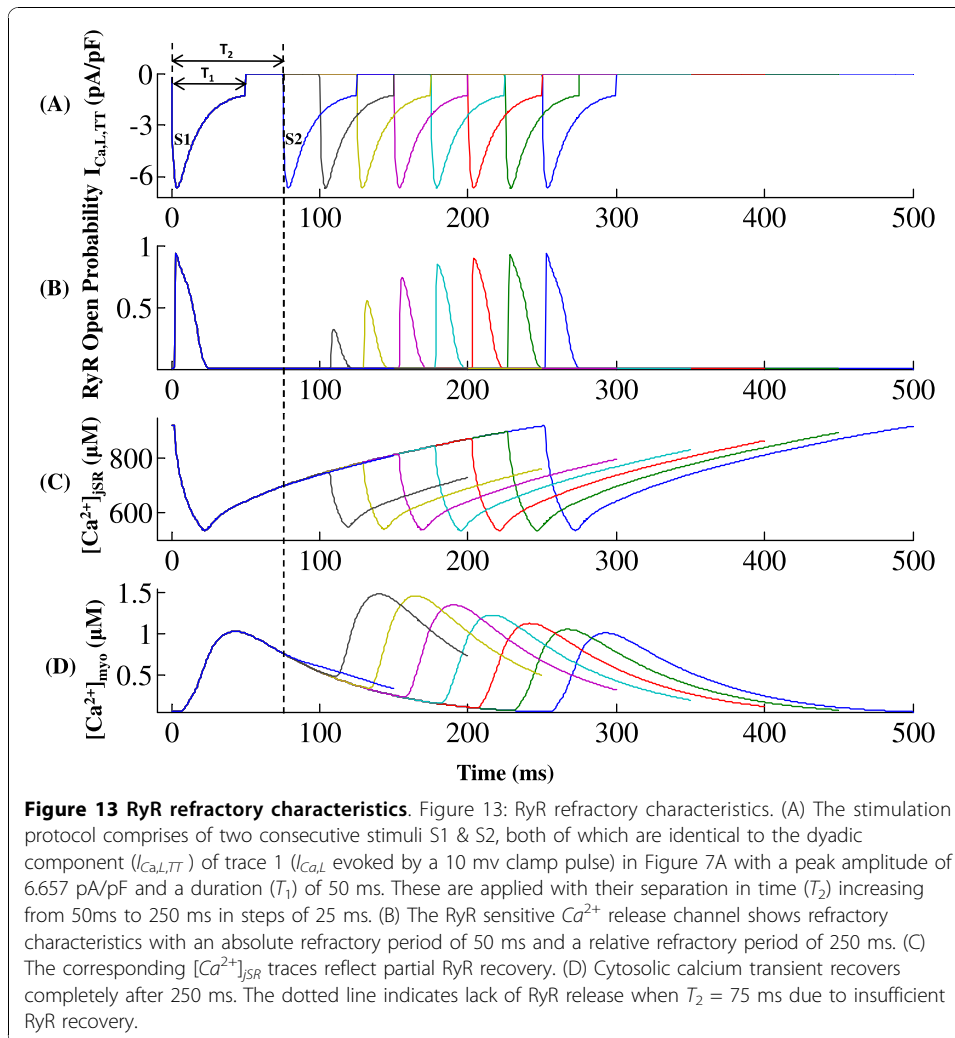 T₂
T₁
(A)
I_Ca,L,TT (pA/pF)
0
-3
-6
S1
S2
0 100 200 300 400 500
(B)
RyR Open Probability
1
0.5
0
0 100 200 300 400 500
(C)
[Ca²⁺]jSR (µM)
800
600
0 100 200 300 400 500
(D)
[Ca²⁺]myo (µM)
1.5
1
0.5
0 100 200 300 400 500
Time (ms)
Figure 13 RyR refractory characteristics. Figure 13: RyR refractory characteristics. (A) The stimulation
protocol comprises of two consecutive stimuli S1 & S2, both of which are identical to the dyadic
component (I_Ca,L,TT ) of trace 1 (I_Ca,L evoked by a 10 mv clamp pulse) in Figure 7A with a peak amplitude of
6.657 pA/pF and a duration (T₁) of 50 ms. These are applied with their separation in time (T₂) increasing
from 50ms to 250 ms in steps of 25 ms. (B) The RyR sensitive Ca²⁺ release channel shows refractory
characteristics with an absolute refractory period of 50 ms and a relative refractory period of 250 ms. (C)
The corresponding [Ca²⁺]jSR traces reflect partial RyR recovery. (D) Cytosolic calcium transient recovers
completely after 250 ms. The dotted line indicates lack of RyR release when T₂ = 75 ms due to insufficient
RyR recovery.